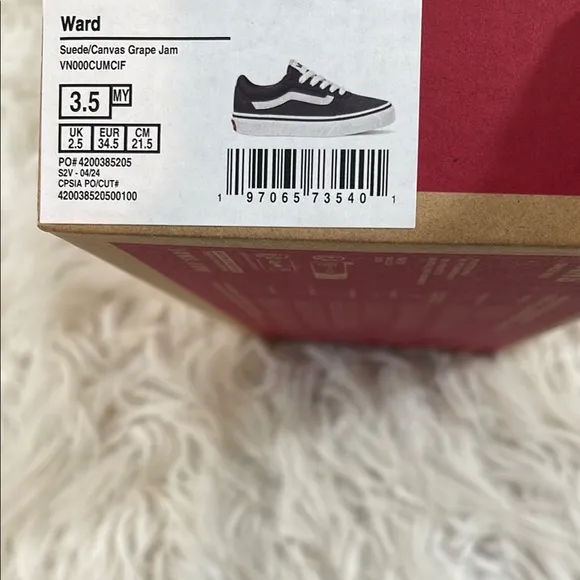 Ward
Suede/Canvas Grape Jam
VN000CUMCIF
3.5 MY
UK EUR CM
2.5 34.5 21.5
PO# 4200385205
S2V - 04/24
CPSIA PO/CUT#
420038520500100
1 97065 73540 1